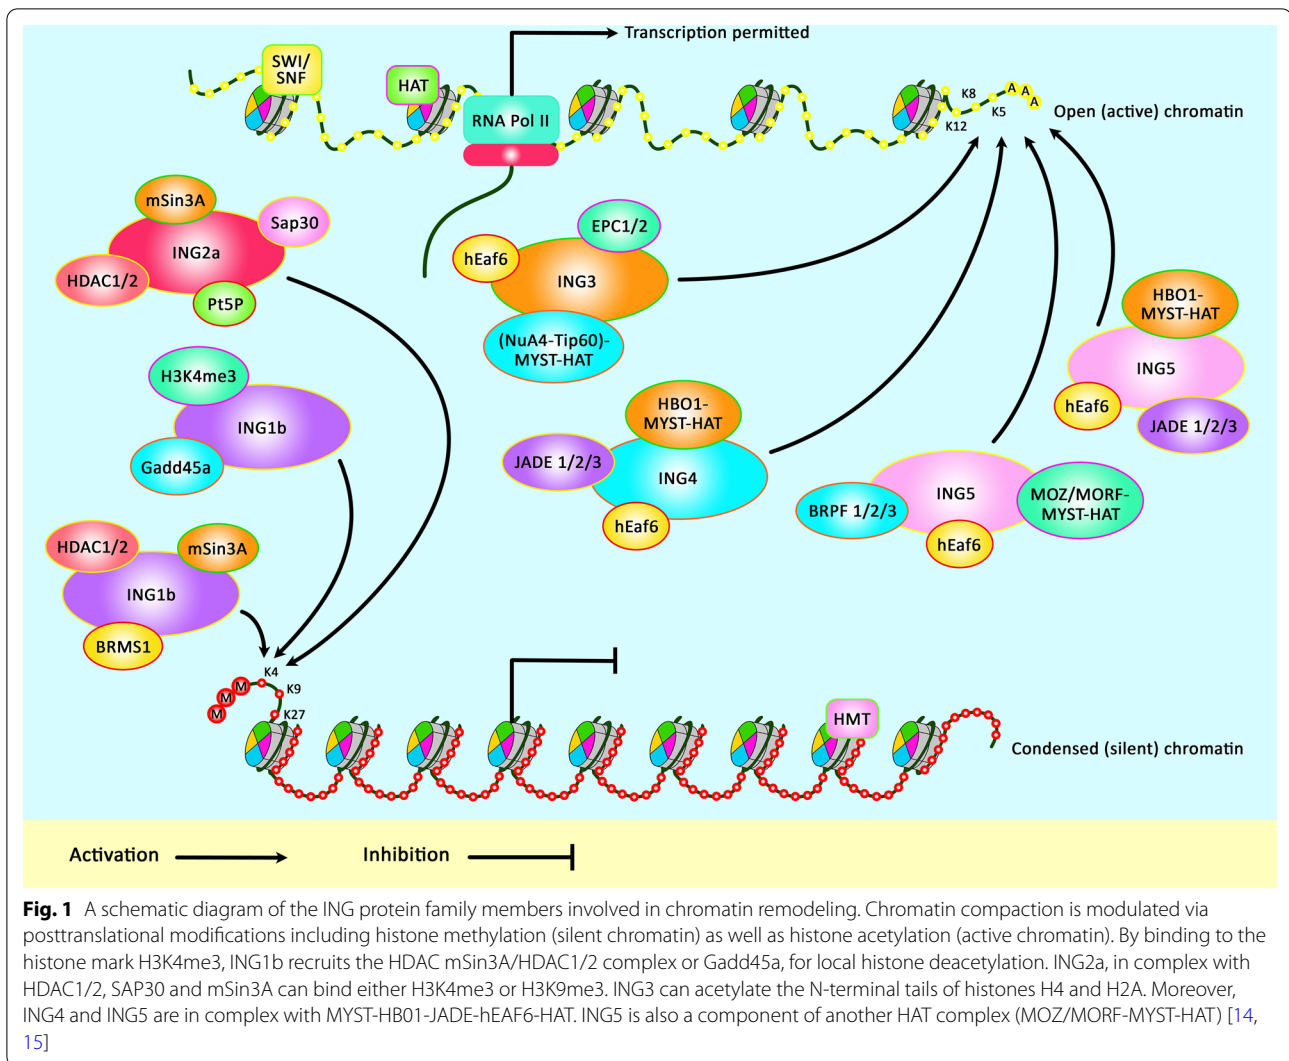 Transcription permitted
SWI/
SNF
HAT
RNA Pol II
K8
K12
K5
A
A
A
Open (active) chromatin
mSin3A
Sap30
ING2a
HDAC1/2
Pt5P
EPC1/2
hEaf6
ING3
(NuA4-Tip60)-
MYST-HAT
HBO1-
MYST-HAT
ING5
hEaf6
JADE 1/2/3
H3K4me3
ING1b
Gadd45a
HBO1-
MYST-HAT
JADE 1/2/3
ING4
hEaf6
ING5
BRPF 1/2/3
MOZ/MORF-
MYST-HAT
hEaf6
HDAC1/2
mSin3A
ING1b
BRMS1
K4
K9
K27
M
M
M
HMT
Condensed (silent) chromatin
Activation
Inhibition
Fig. 1 A schematic diagram of the ING protein family members involved in chromatin remodeling. Chromatin compaction is modulated via
posttranslational modifications including histone methylation (silent chromatin) as well as histone acetylation (active chromatin). By binding to the
histone mark H3K4me3, ING1b recruits the HDAC mSin3A/HDAC1/2 complex or Gadd45a, for local histone deacetylation. ING2a, in complex with
HDAC1/2, SAP30 and mSin3A can bind either H3K4me3 or H3K9me3. ING3 can acetylate the N-terminal tails of histones H4 and H2A. Moreover,
ING4 and ING5 are in complex with MYST-HB01-JADE-hEAF6-HAT. ING5 is also a component of another HAT complex (MOZ/MORF-MYST-HAT) [14,
15]